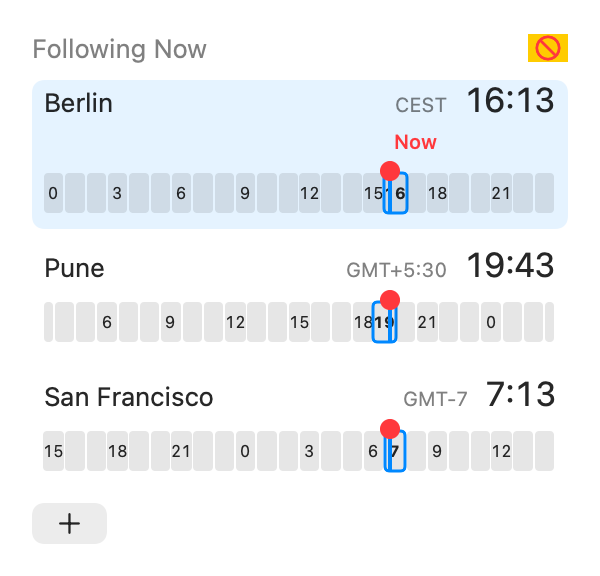 Following Now
Berlin CEST 16:13
Now
0 3 6 9 12 15 16 18 21
Pune GMT+5:30 19:43
6 9 12 15 18 19 21 0
San Francisco GMT-7 7:13
15 18 21 0 3 6 7 9 12
+